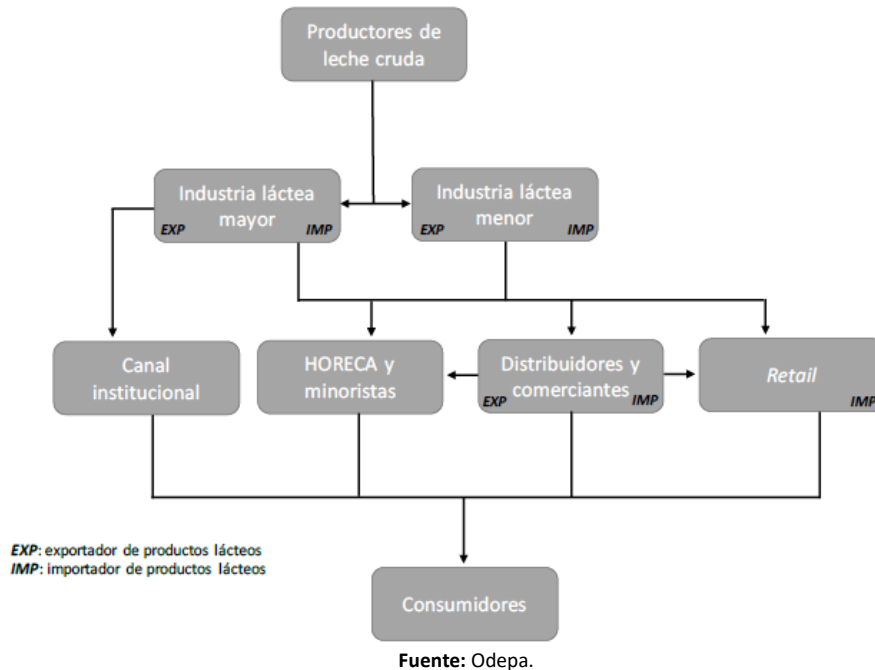 Productores de
leche cruda
Industria láctea
mayor
EXP
IMP
Industria láctea
menor
EXP
IMP
Canal
institucional
HORECA y
minoristas
Distribuidores y
comerciantes
EXP
IMP
Retail
IMP
EXP: exportador de productos lácteos
IMP: importador de productos lácteos
Consumidores
Fuente: Odepa.